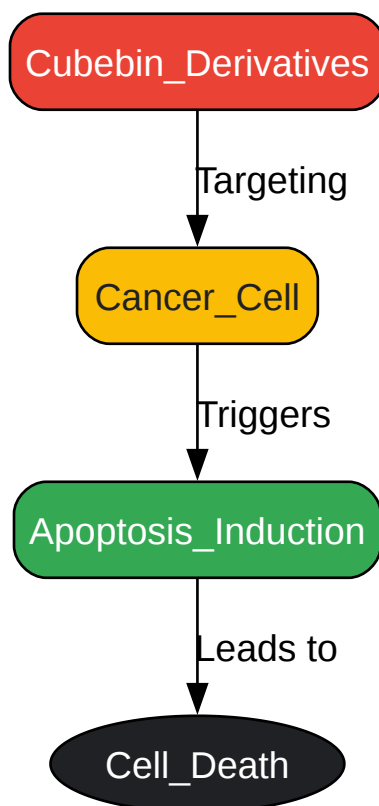 Cubebin_Derivatives
Targeting
Cancer_Cell
Triggers
Apoptosis_Induction
Leads to
Cell_Death